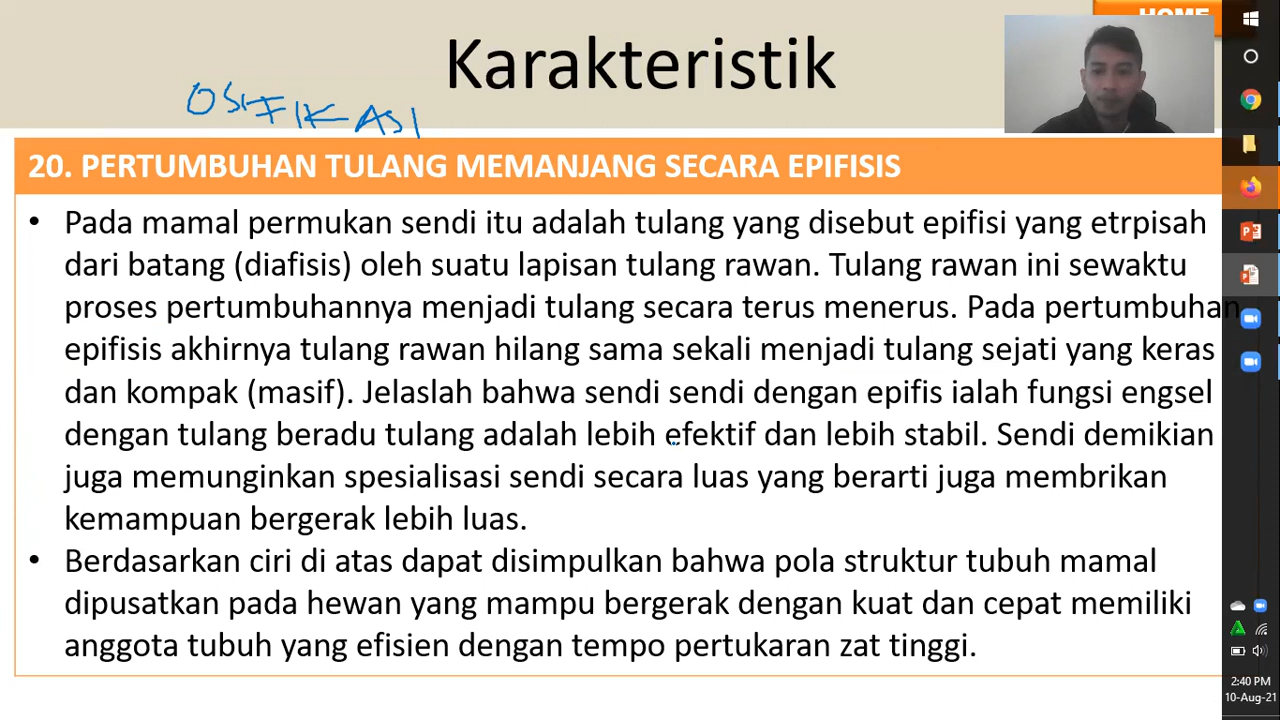 HOME
Karakteristik
OSIFIKASI
20. PERTUMBUHAN TULANG MEMANJANG SECARA EPIFISIS
• Pada mamal permukan sendi itu adalah tulang yang disebut epifisi yang etrpisah
dari batang (diafisis) oleh suatu lapisan tulang rawan. Tulang rawan ini sewaktu
proses pertumbuhannya menjadi tulang secara terus menerus. Pada pertumbuhan
epifisis akhirnya tulang rawan hilang sama sekali menjadi tulang sejati yang keras
dan kompak (masif). Jelaslah bahwa sendi sendi dengan epifis ialah fungsi engsel
dengan tulang beradu tulang adalah lebih efektif dan lebih stabil. Sendi demikian
juga memunginkan spesialisasi sendi secara luas yang berarti juga membrikan
kemampuan bergerak lebih luas.
• Berdasarkan ciri di atas dapat disimpulkan bahwa pola struktur tubuh mamal
dipusatkan pada hewan yang mampu bergerak dengan kuat dan cepat memiliki
anggota tubuh yang efisien dengan tempo pertukaran zat tinggi.
2:40 PM
10-Aug-21